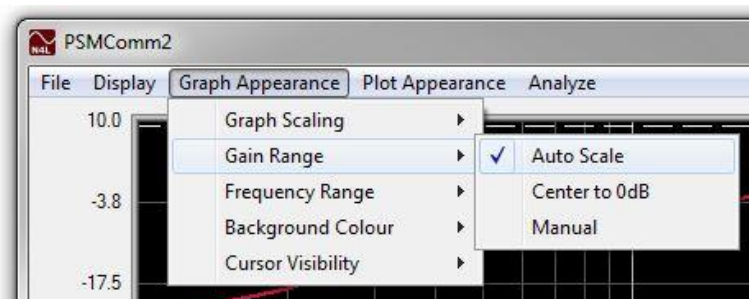 N4L PSMComm2
File Display Graph Appearance Plot Appearance Analyze
10.0
Graph Scaling
Gain Range
Auto Scale
-3.8
Frequency Range
Center to 0dB
Background Colour
Manual
Cursor Visibility
-17.5